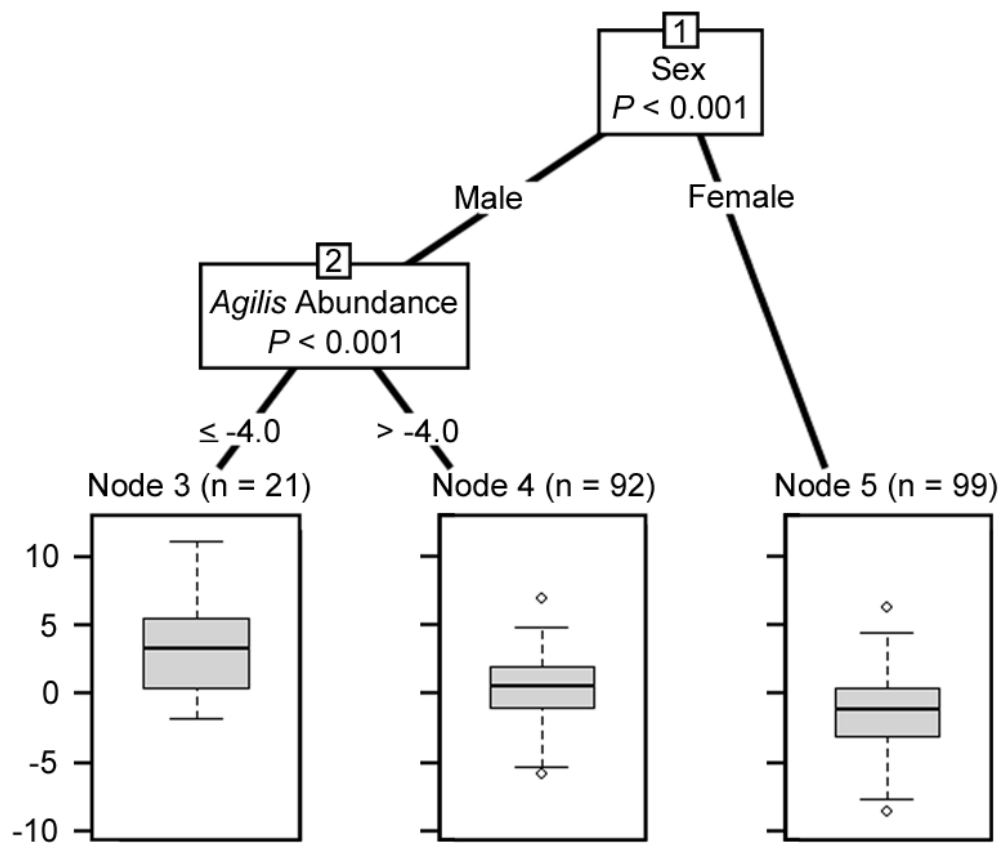 1
Sex
P < 0.001
Male
Female
2
Agilis Abundance
P < 0.001
≤ -4.0
> -4.0
Node 3 (n = 21)
Node 4 (n = 92)
Node 5 (n = 99)
10
5
0
-5
-10